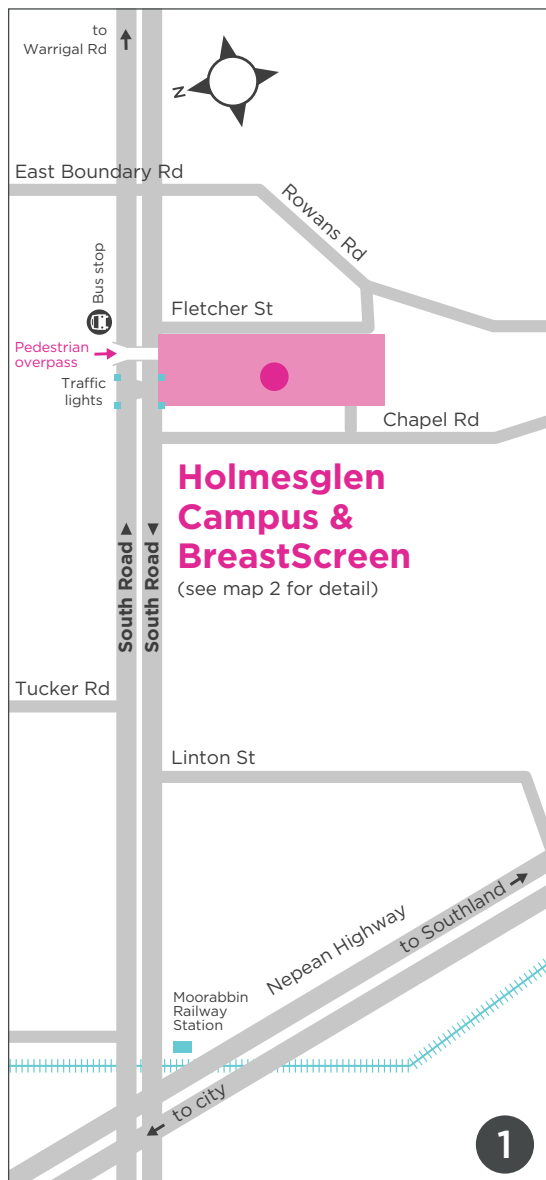 to
Warrigal Rd
N
East Boundary Rd
Rowans Rd
Bus stop
Fletcher St
Pedestrian
overpass
Traffic
lights
Chapel Rd
Holmesglen
Campus &
BreastScreen
(see map 2 for detail)
South Road
South Road
Tucker Rd
Linton St
Nepean Highway
to Southland
Moorabbin
Railway
Station
to city
1